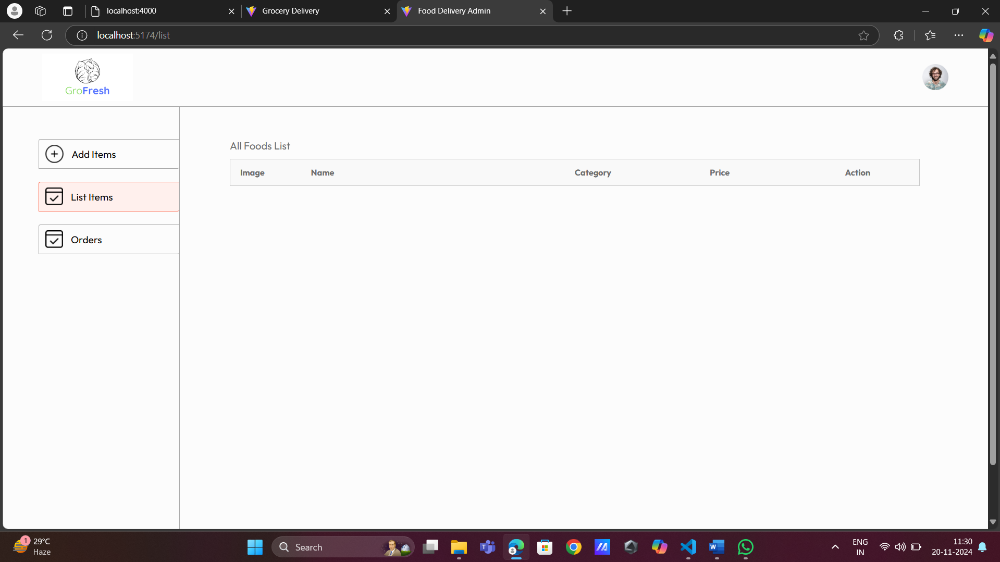 localhost:4000
Grocery Delivery
Food Delivery Admin
localhost:5174/list
GroFresh
Add Items
List Items
Orders
All Foods List
Image Name Category Price Action
1
29°C
Haze
Search
ENG
IN
11:30
20-11-2024